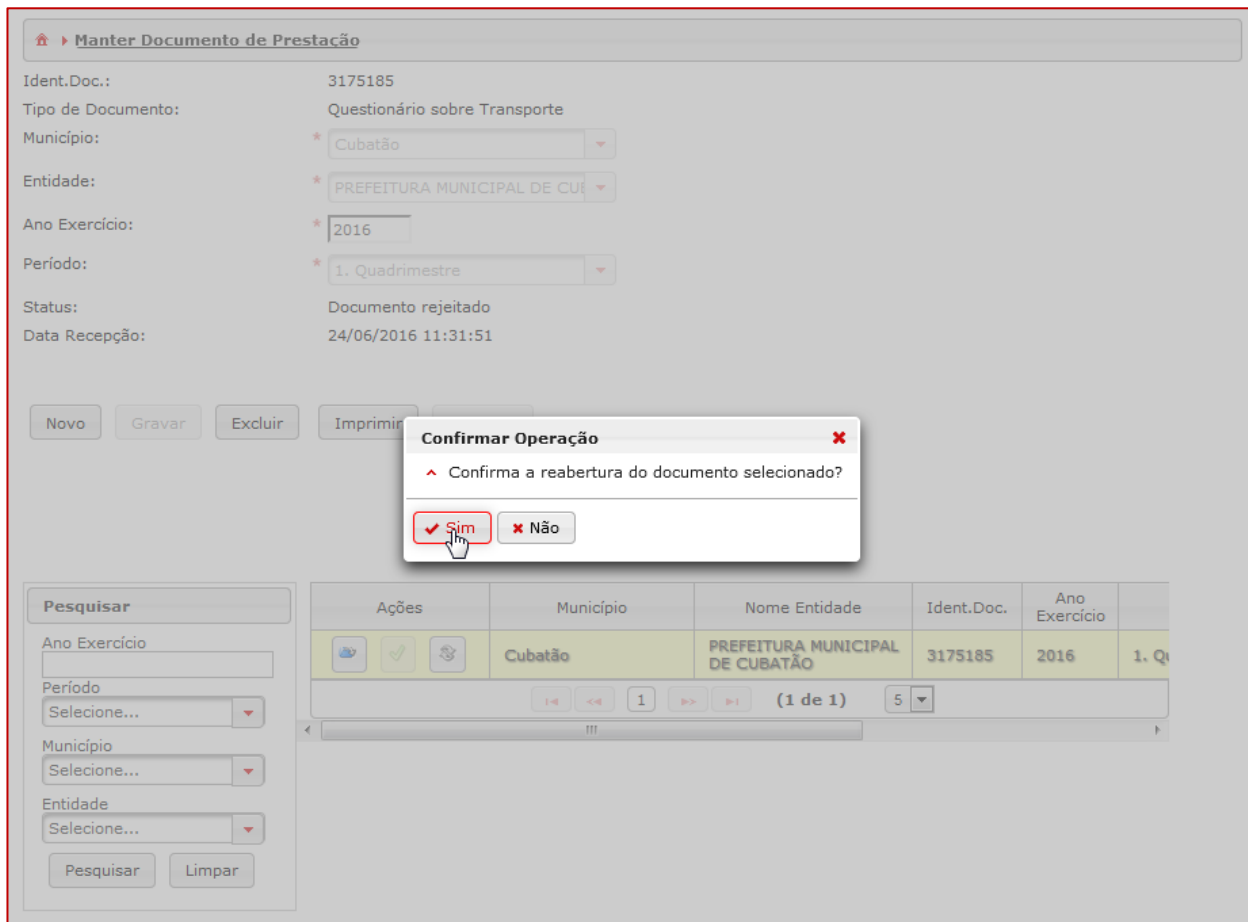 Manter Documento de Prestação
Ident.Doc.: 3175185
Tipo de Documento: Questionário sobre Transporte
Município: * Cubatão
Entidade: * PREFEITURA MUNICIPAL DE CUB
Ano Exercício: * 2016
Período: * 1. Quadrimestre
Status: Documento rejeitado
Data Recepção: 24/06/2016 11:31:51
Novo Gravar Excluir Imprimir
Confirmar Operação
Confirma a reabertura do documento selecionado?
Sim Não
Pesquisar
Ano Exercício
Período
Selecione...
Município
Selecione...
Entidade
Selecione...
Pesquisar Limpar
Ações Município Nome Entidade Ident.Doc. Ano
Exercício
Cubatão PREFEITURA MUNICIPAL
DE CUBATÃO 3175185 2016 1. Qu
1 (1 de 1) 5